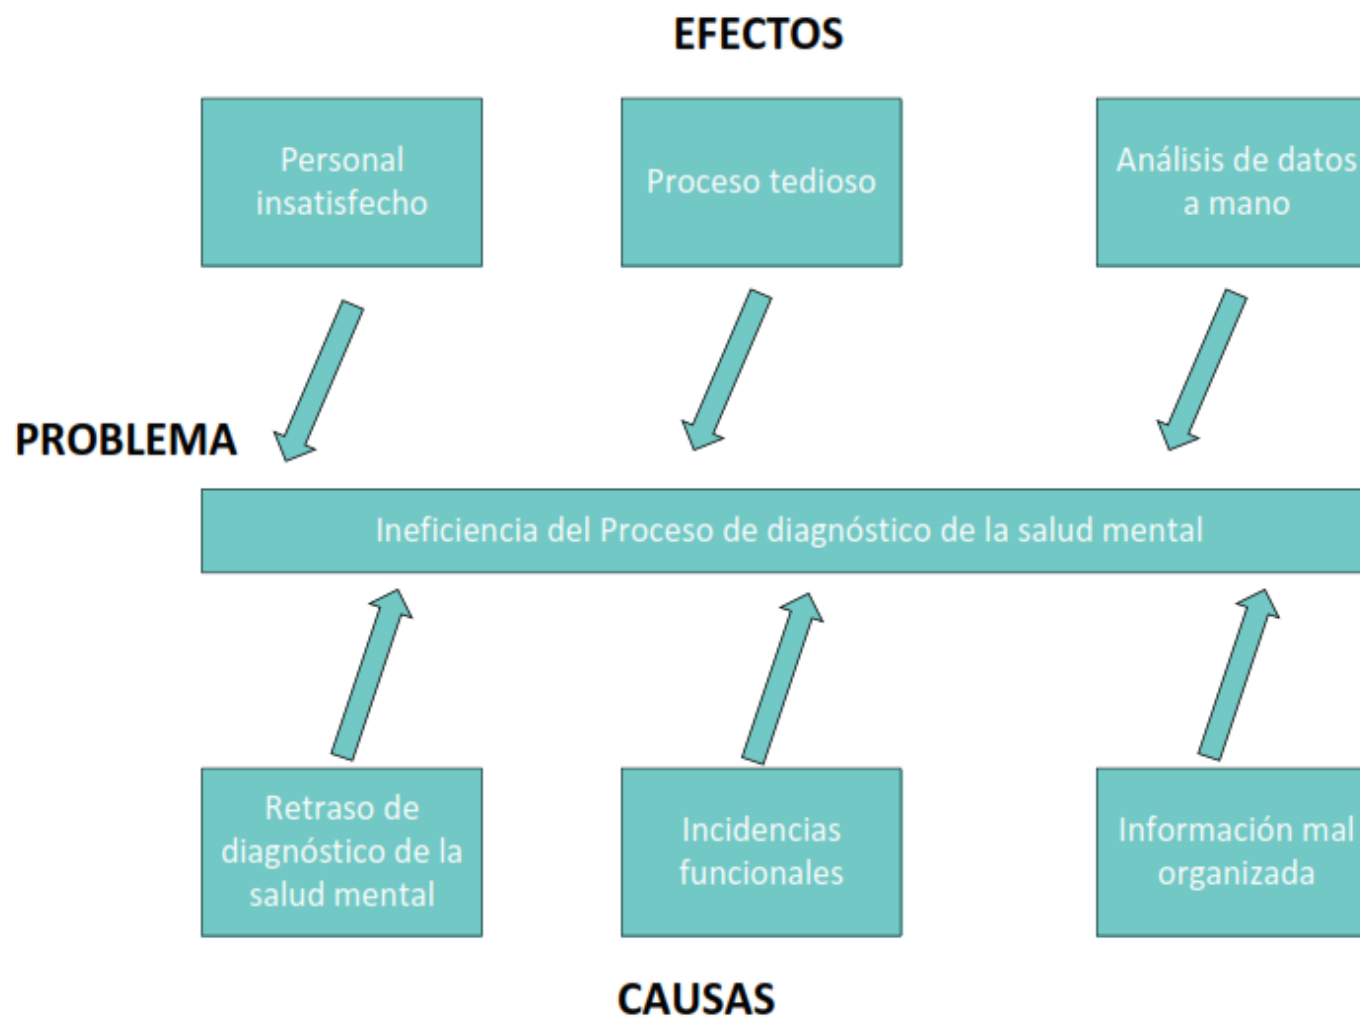 EFECTOS
Personal
insatisfecho
Proceso tedioso
Análisis de datos
a mano
PROBLEMA
Ineficiencia del Proceso de diagnóstico de la salud mental
Retraso de
diagnóstico de la
salud mental
Incidencias
funcionales
Información mal
organizada
CAUSAS